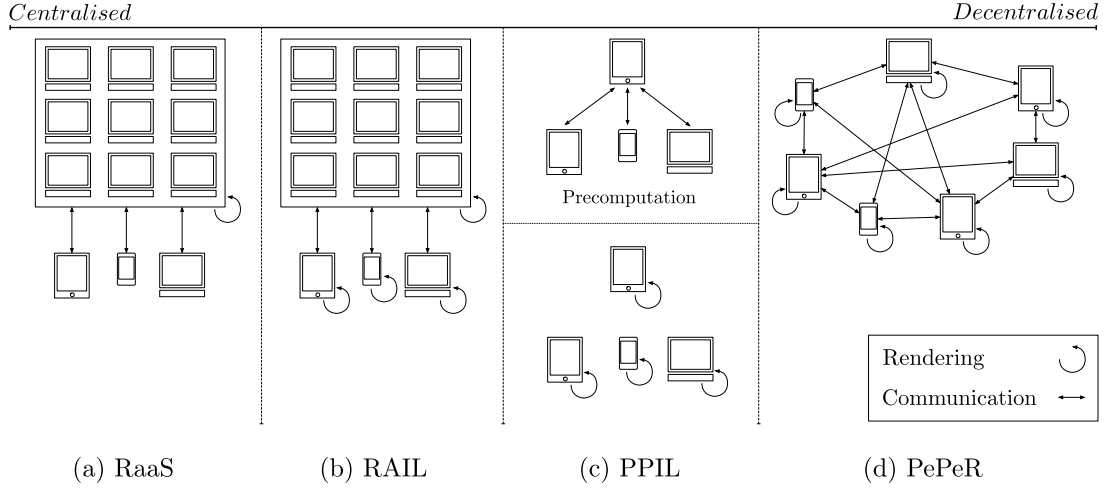 Centralised
Decentralised
Precomputation
Rendering
Communication
(a) RaaS
(b) RAIL
(c) PPIL
(d) PePeR